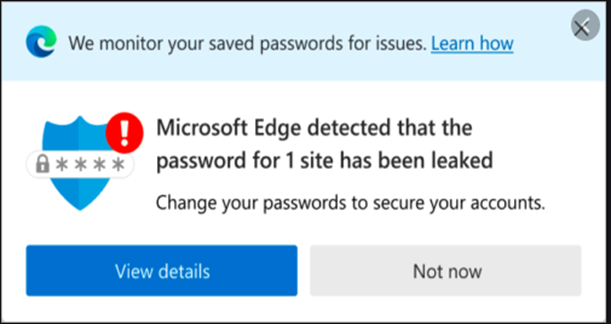 We monitor your saved passwords for issues. Learn how
Microsoft Edge detected that the
password for 1 site has been leaked
Change your passwords to secure your accounts.
View details
Not now